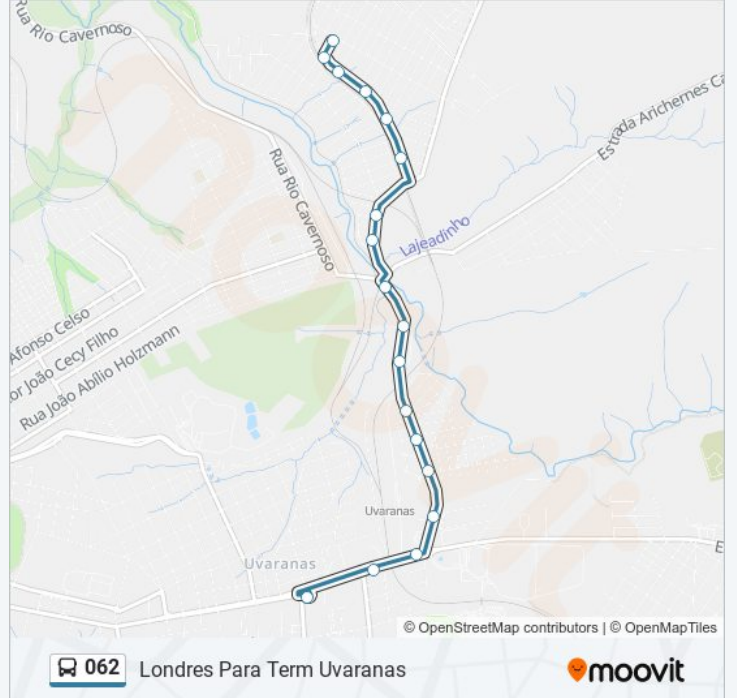 Rua Rio Cavernoso
Estrada Arichernes Ca
Rua Rio Cavernoso
Lajeadinho
Afonso Celso
or João Cecy Filho
Rua João Abílio Holzmann
Uvaranas
Uvaranas
E
© OpenStreetMap contributors | © OpenMapTiles
062 Londres Para Term Uvaranas
moovit